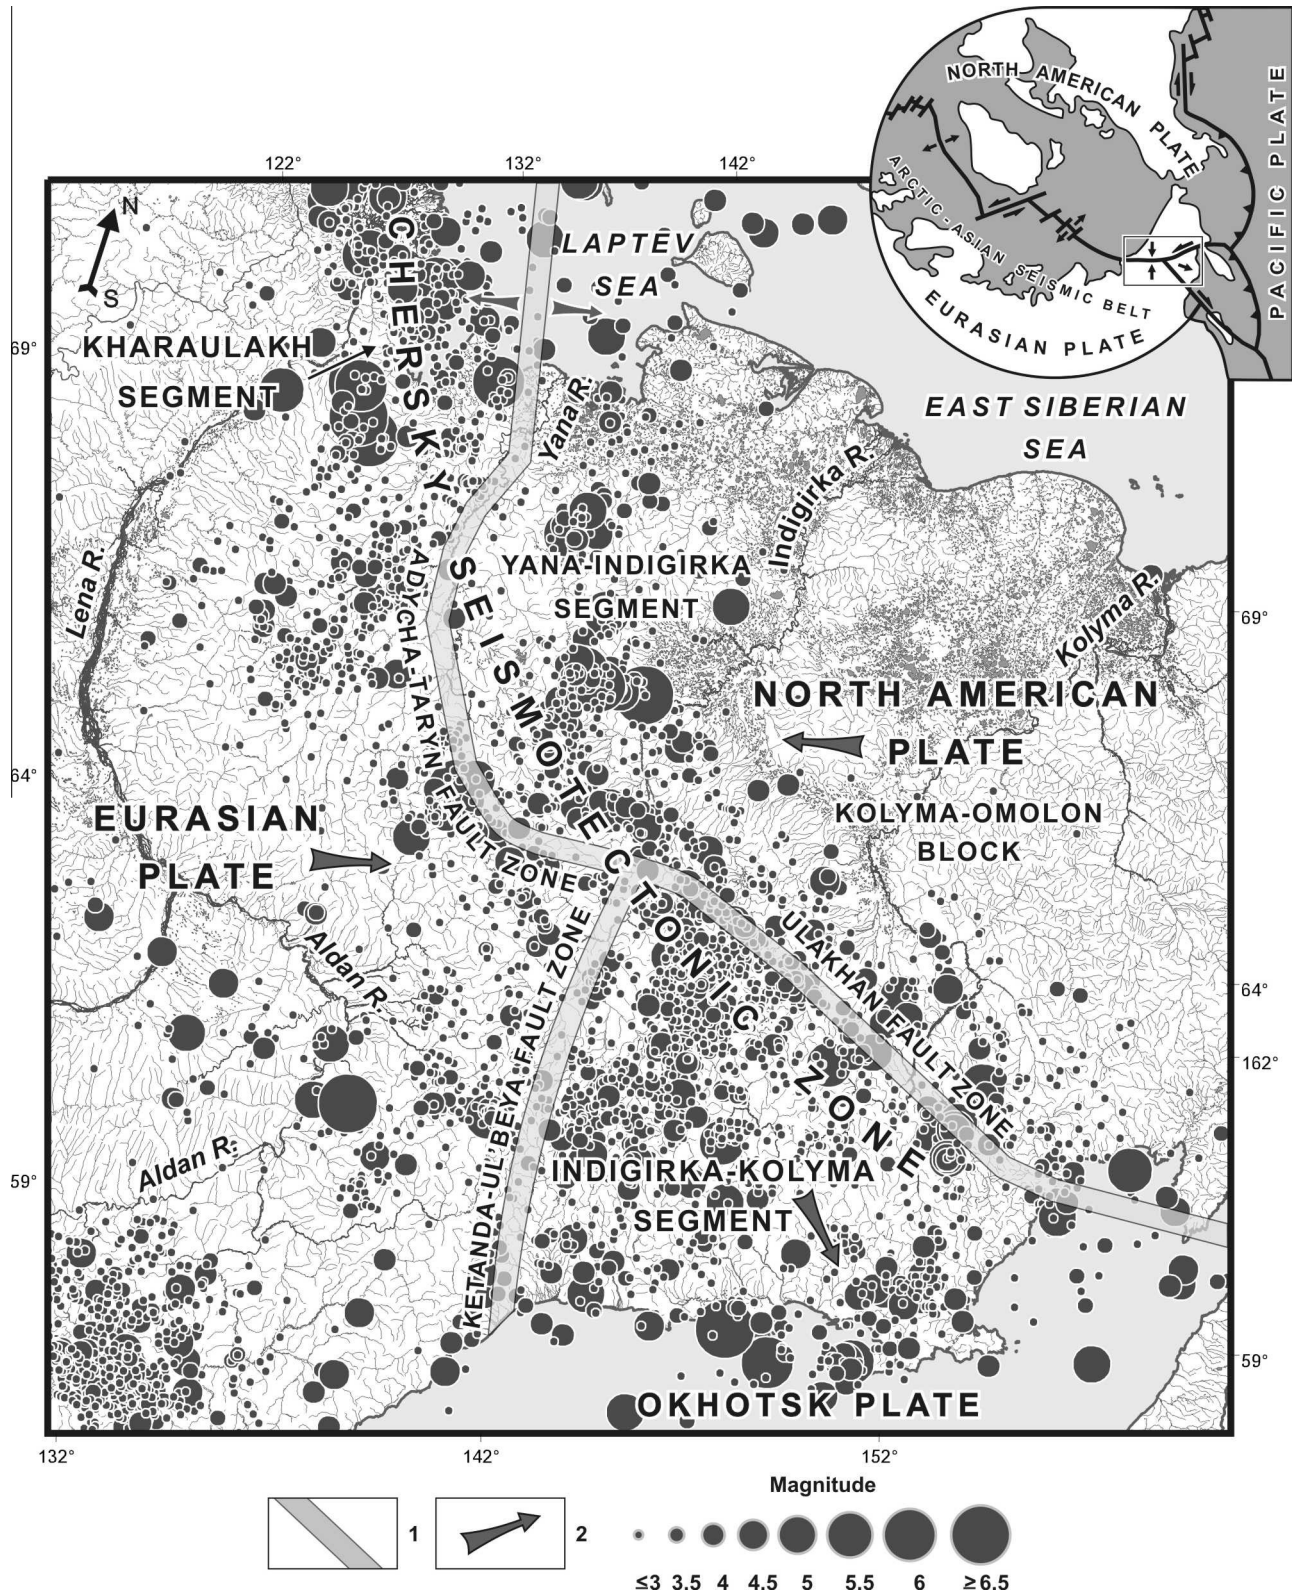 NORTH AMERICAN PLATE
PACIFIC PLATE
ARCTIC-ASIAN SEISMIC BELT
EURASIAN PLATE
122°
132°
142°
N
S
LAPTEV
SEA
CHERSKY SEISMOTECTONIC ZONE
KHARAULAKH
SEGMENT
69°
EAST SIBERIAN
SEA
Yana R.
Indigirka R.
Lena R.
YANA-INDIGIRKA
SEGMENT
Kolyma R.
69°
ADYCHA-TARYN FAULT ZONE
NORTH AMERICAN
PLATE
64°
EURASIAN
PLATE
KOLYMA-OMOLON
BLOCK
Aldan R.
KETANDA-UL'BEYA FAULT ZONE
ULAKHAN FAULT ZONE
64°
162°
Aldan R.
59°
INDIGIRKA-KOLYMA
SEGMENT
59°
OKHOTSK PLATE
132°
142°
152°
Magnitude
1
2
≤3 3.5 4 4.5 5 5.5 6 ≥6.5